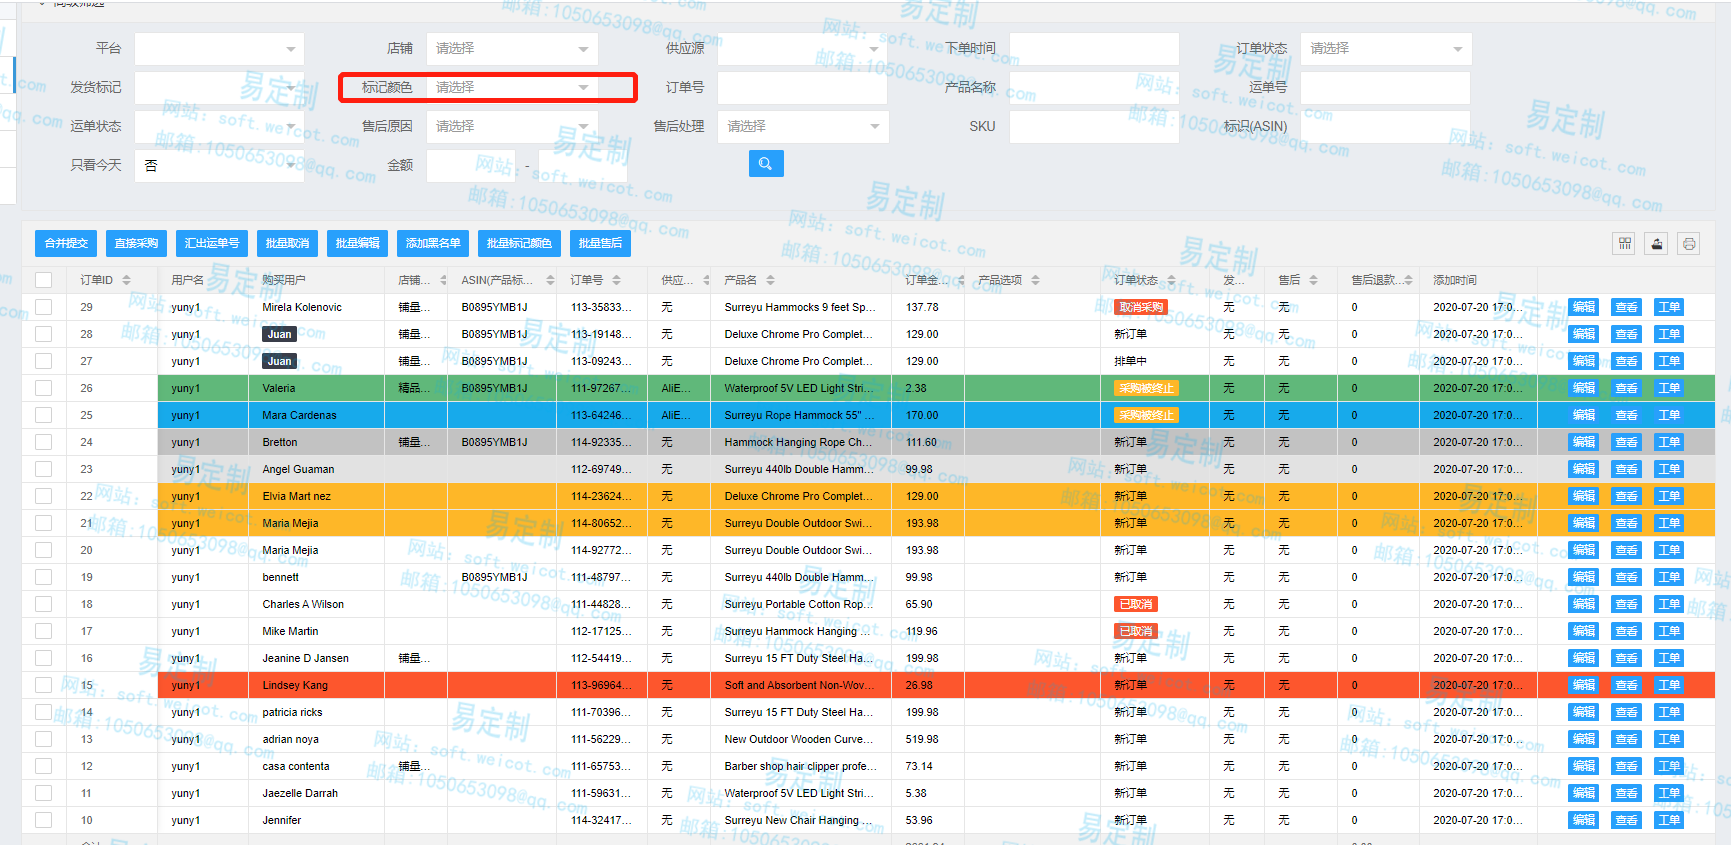 高级筛选
平台 店铺 请选择 供应源 下单时间 订单状态 请选择
发货标记 标记颜色 请选择 订单号 产品名称 运单号
运单状态 售后原因 请选择 售后处理 请选择 SKU 标识(ASIN)
只看今天 否 金额 -
合并提交 直接采购 汇出运单号 批量取消 批量编辑 添加黑名单 批量标记颜色 批量售后
订单ID 用户名 购买用户 店铺... ASIN(产品标... 订单号 供应... 产品名 订单金... 产品选项 订单状态 发... 售后 售后退款... 添加时间
29 yuny1 Mirela Kolenovic 铺皇... B0895YMB1J 113-35833... 无 Surreyu Hammocks 9 feet Sp... 137.78 取消采购 无 无 0 2020-07-20 17:0... 编辑 查看 工单
28 yuny1 Juan 铺皇... B0895YMB1J 113-19148... 无 Deluxe Chrome Pro Complet... 129.00 新订单 无 无 0 2020-07-20 17:0... 编辑 查看 工单
27 yuny1 Juan 铺皇... B0895YMB1J 113-09243... 无 Deluxe Chrome Pro Complet... 129.00 排单中 无 无 0 2020-07-20 17:0... 编辑 查看 工单
26 yuny1 Valeria 精品... B0895YMB1J 111-97267... AliE... Waterproof 5V LED Light Stri... 2.38 采购被终止 无 无 0 2020-07-20 17:0... 编辑 查看 工单
25 yuny1 Mara Cardenas 113-64246... AliE... Surreyu Rope Hammock 55" ... 170.00 采购被终止 无 无 0 2020-07-20 17:0... 编辑 查看 工单
24 yuny1 Bretton 铺皇... B0895YMB1J 114-92335... 无 Hammock Hanging Rope Ch... 111.60 新订单 无 无 0 2020-07-20 17:0... 编辑 查看 工单
23 yuny1 Angel Guaman 112-69749... 无 Surreyu 440lb Double Hamm... 99.98 新订单 无 无 0 2020-07-20 17:0... 编辑 查看 工单
22 yuny1 Elvia Mart nez 114-23624... 无 Deluxe Chrome Pro Complet... 129.00 新订单 无 无 0 2020-07-20 17:0... 编辑 查看 工单
21 yuny1 Maria Mejia 114-80652... 无 Surreyu Double Outdoor Swi... 193.98 新订单 无 无 0 2020-07-20 17:0... 编辑 查看 工单
20 yuny1 Maria Mejia 114-92772... 无 Surreyu Double Outdoor Swi... 193.98 新订单 无 无 0 2020-07-20 17:0... 编辑 查看 工单
19 yuny1 bennett B0895YMB1J 111-48797... 无 Surreyu 440lb Double Hamm... 99.98 新订单 无 无 0 2020-07-20 17:0... 编辑 查看 工单
18 yuny1 Charles A Wilson 111-44828... 无 Surreyu Portable Cotton Rop... 65.90 已取消 无 无 0 2020-07-20 17:0... 编辑 查看 工单
17 yuny1 Mike Martin 112-17125... 无 Surreyu Hammock Hanging ... 119.96 已取消 无 无 0 2020-07-20 17:0... 编辑 查看 工单
16 yuny1 Jeanine D Jansen 铺皇... 112-54419... 无 Surreyu 15 FT Duty Steel Ha... 199.98 新订单 无 无 0 2020-07-20 17:0... 编辑 查看 工单
15 yuny1 Lindsey Kang 113-96964... 无 Soft and Absorbent Non-Wov... 26.98 新订单 无 无 0 2020-07-20 17:0... 编辑 查看 工单
14 yuny1 patricia ricks 111-70396... 无 Surreyu 15 FT Duty Steel Ha... 199.98 新订单 无 无 0 2020-07-20 17:0... 编辑 查看 工单
13 yuny1 adrian noya 111-56229... 无 New Outdoor Wooden Curve... 519.98 新订单 无 无 0 2020-07-20 17:0... 编辑 查看 工单
12 yuny1 casa contenta 铺皇... 111-65753... 无 Barber shop hair clipper profe... 73.14 新订单 无 无 0 2020-07-20 17:0... 编辑 查看 工单
11 yuny1 Jaezelle Darrah 111-59631... 无 Waterproof 5V LED Light Stri... 5.38 新订单 无 无 0 2020-07-20 17:0... 编辑 查看 工单
10 yuny1 Jennifer 114-32417... 无 Surreyu New Chair Hanging ... 53.96 新订单 无 无 0 2020-07-20 17:0... 编辑 查看 工单
易定制
网站: soft.weicot.com
邮箱:1050653098@qq.com